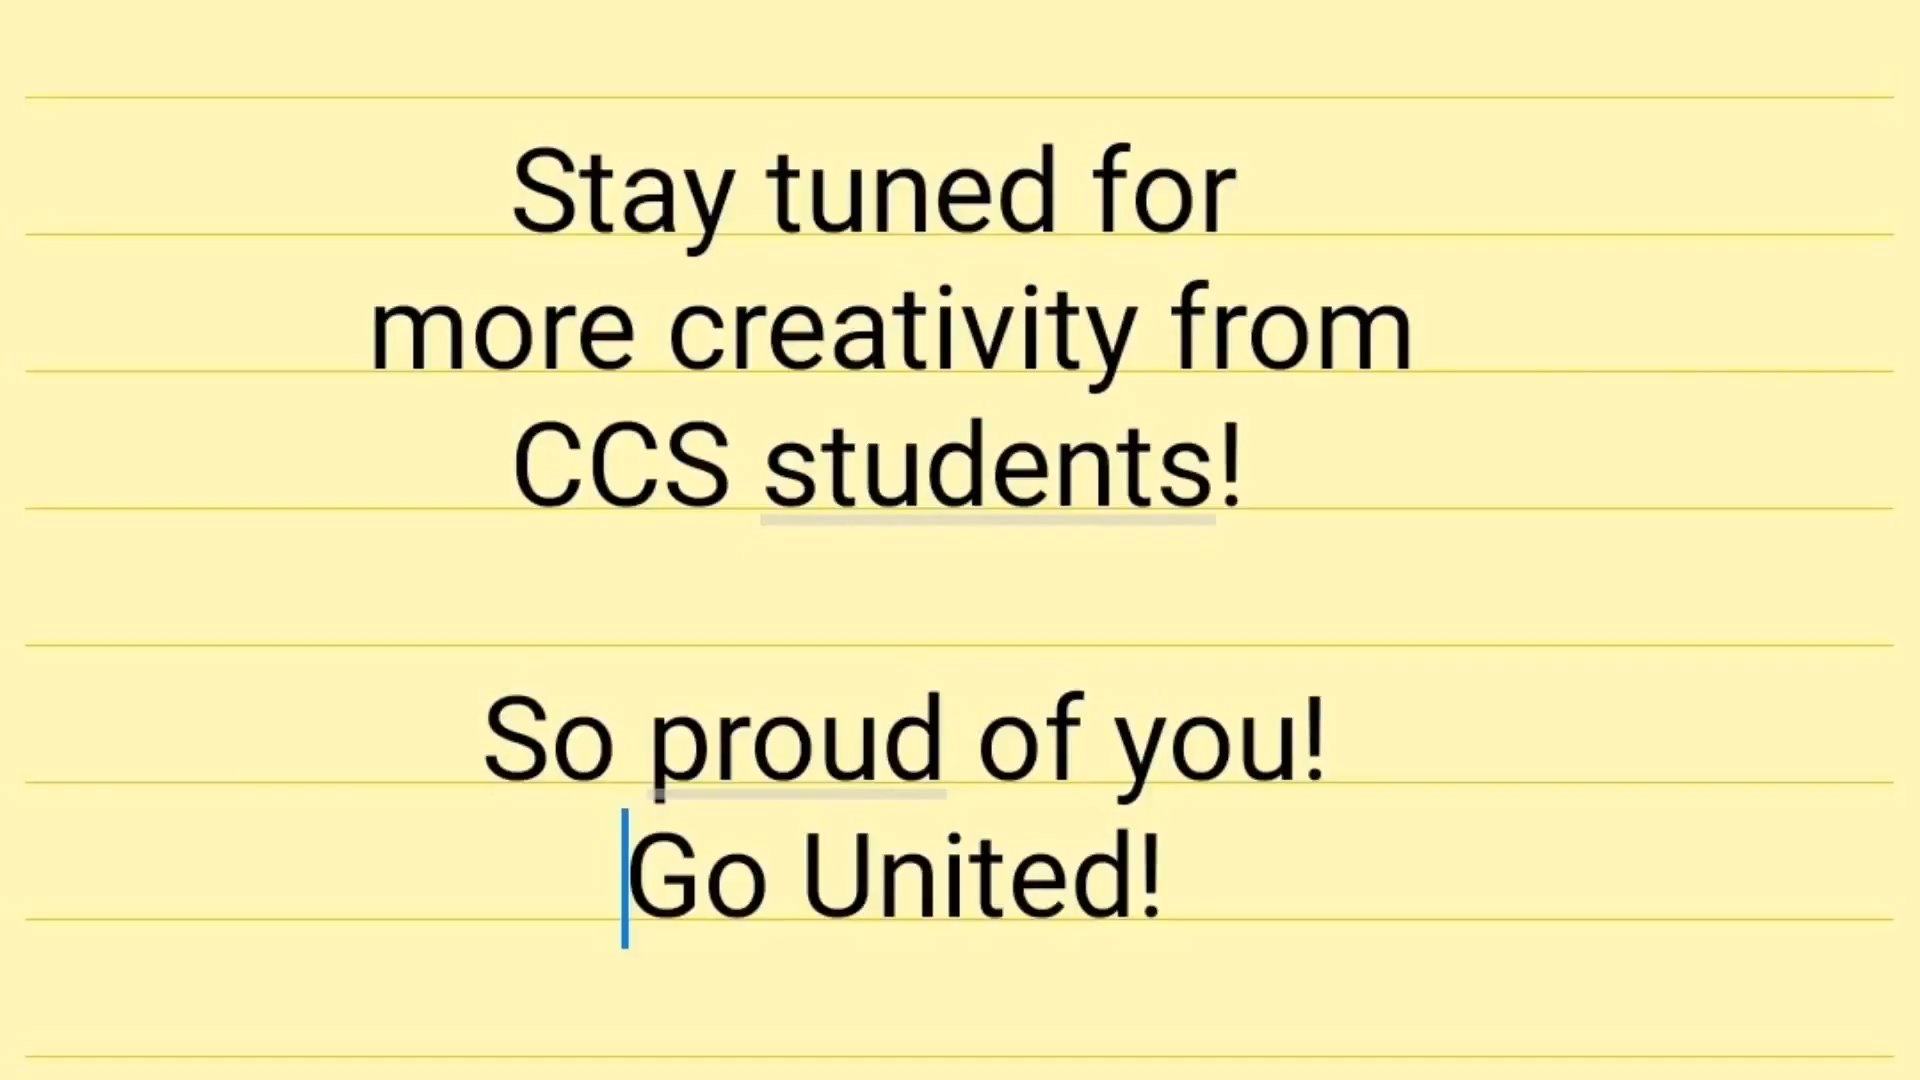 Stay tuned for
more creativity from
CCS students!
So proud of you!
Go United!